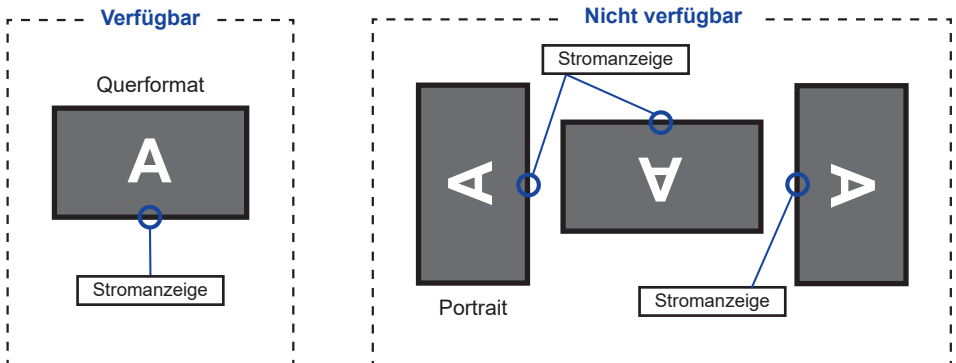 Verfügbar
Querformat
A
Stromanzeige
Nicht verfügbar
Stromanzeige
A
A
A
Portrait
Stromanzeige